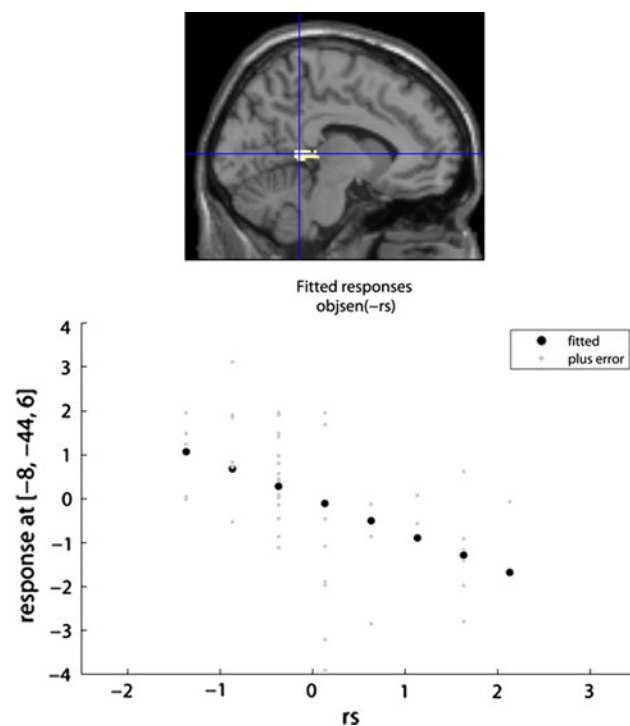 Fitted responses
objsen(−rs)
4
3
2
1
0
−1
−2
−3
−4
response at [−8, −44, 6]
fitted
plus error
−2
−1
0
1
2
3
rs